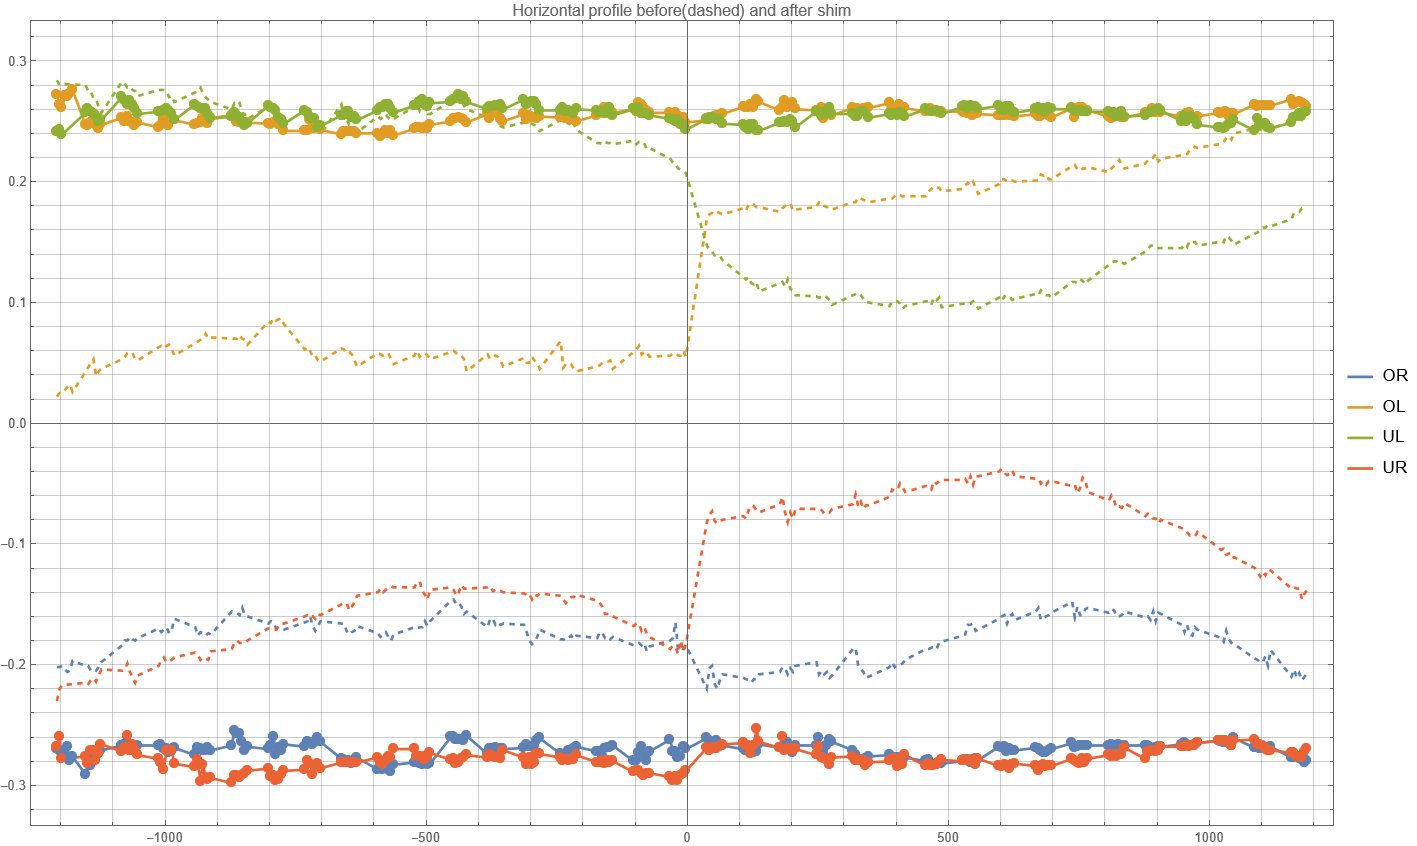 Horizontal profile before(dashed) and after shim
0.3
0.2
0.1
0.0
-0.1
-0.2
-0.3
-1000
-500
0
500
1000
OR
OL
UL
UR